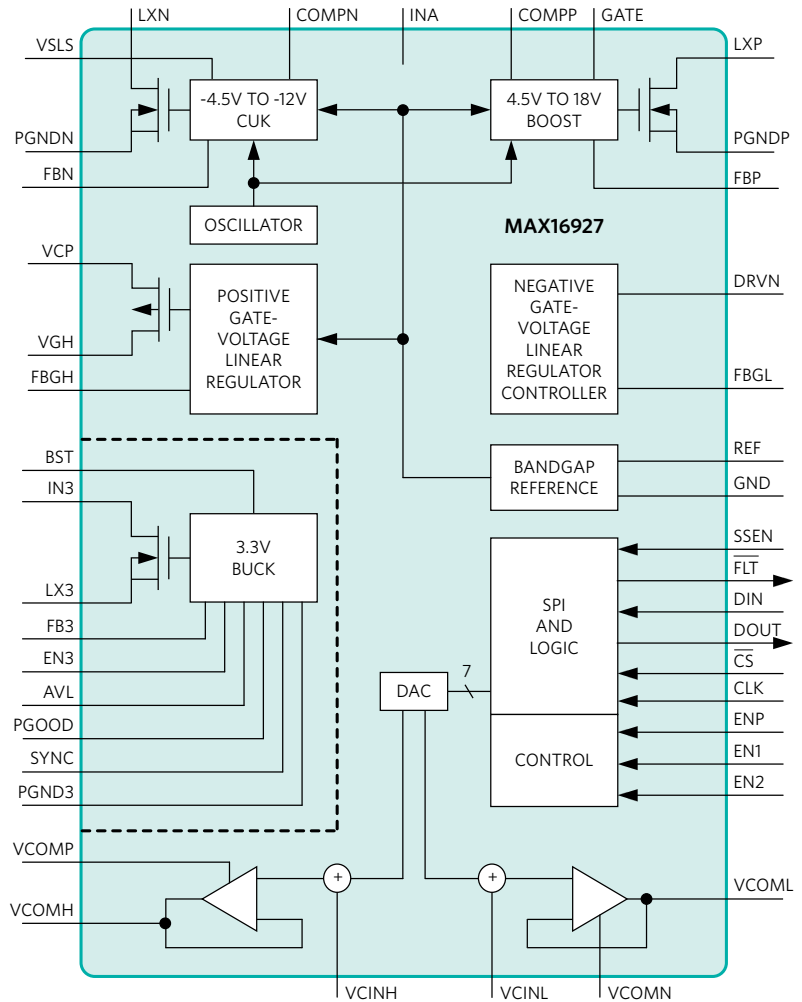 LXN
COMPN
INA
COMPP
GATE
VSLS
LXP
-4.5V TO -12V
CUK
4.5V TO 18V
BOOST
PGNDN
PGNDP
FBN
FBP
OSCILLATOR
MAX16927
VCP
POSITIVE
GATE-
VOLTAGE
LINEAR
REGULATOR
NEGATIVE
GATE-
VOLTAGE
LINEAR
REGULATOR
CONTROLLER
DRVN
VGH
FBGH
FBGL
BST
IN3
BANDGAP
REFERENCE
REF
GND
3.3V
BUCK
LX3
FB3
EN3
AVL
PGOOD
SYNC
PGND3
SPI
AND
LOGIC
SSEN
FLT
DIN
DOUT
CS
CLK
7
DAC
CONTROL
ENP
EN1
EN2
VCOMP
VCOMH
+
+
VCOML
VCINH
VCINL
VCOMN